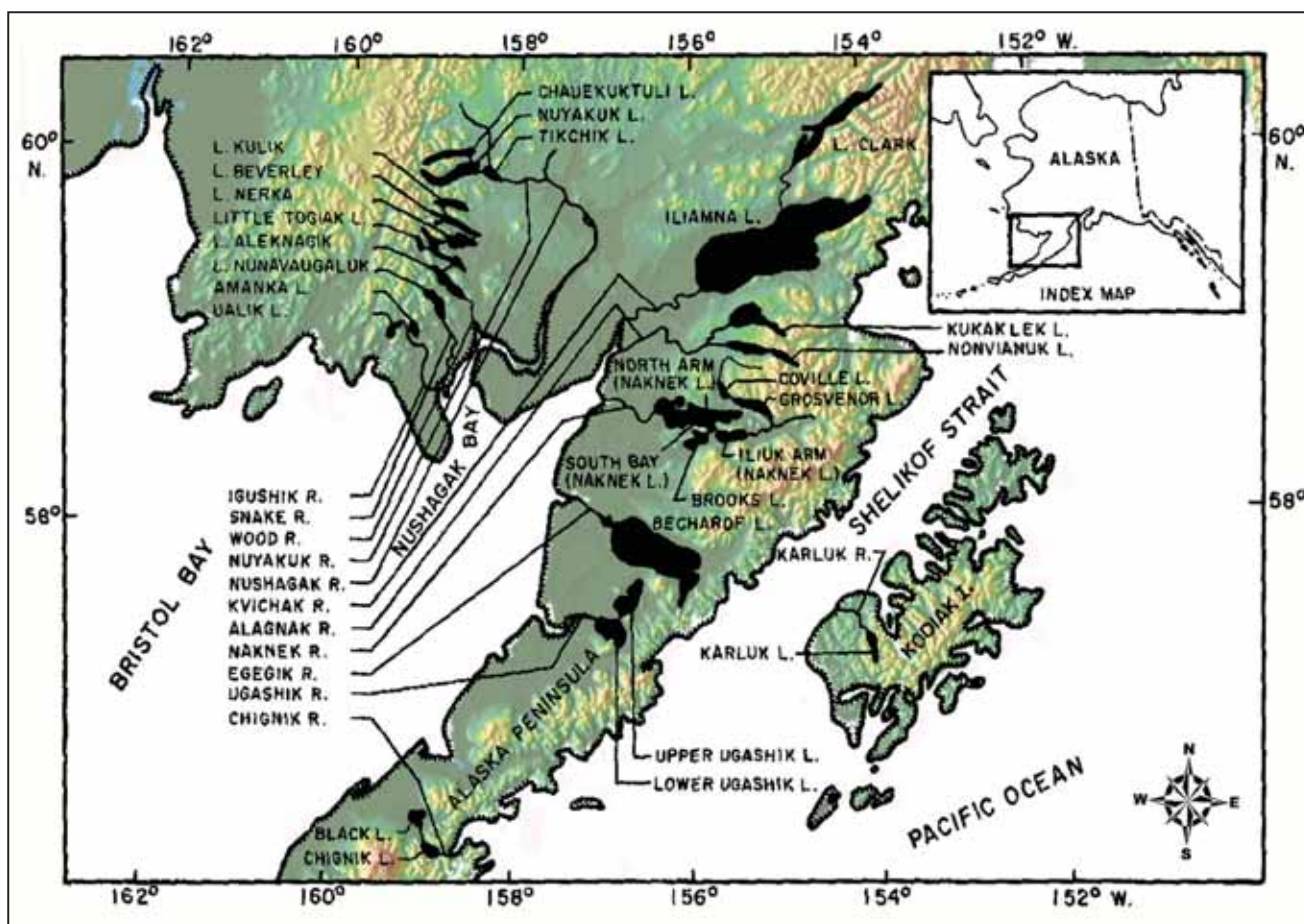 162°
160°
158°
156°
154°
152° W.
60°
N.
60°
N.
CHAUEKUKTULI L.
NUYAKUK L.
TIKCHIK L.
L. KULIK
L. BEVERLEY
L. NERKA
LITTLE TOGIAK L.
L. ALEKNAGIK
L. NUNAVAUGALUK
AMANKA L.
UALIK L.
L. CLARK
ILIAMNA L.
ALASKA
INDEX MAP
KUKAKLEK L.
NONVIANUK L.
NORTH ARM
(NAKNEK L.)
COVILLE L.
GROSVENOR L.
SOUTH BAY
(NAKNEK L.)
ILIUK ARM
(NAKNEK L.)
BROOKS L.
BECHAROF L.
NUSHAGAK BAY
SHELIKOF STRAIT
58°
58°
BRISTOL BAY
IGUSHIK R.
SNAKE R.
WOOD R.
NUYAKUK R.
NUSHAGAK R.
KVICHAK R.
ALAGNAK R.
NAKNEK R.
EGEGIK R.
UGASHIK R.
CHIGNIK R.
KARLUK R.
KODIAK I.
KARLUK L.
ALASKA PENINSULA
UPPER UGASHIK L.
LOWER UGASHIK L.
PACIFIC OCEAN
N
W E
S
BLACK L.
CHIGNIK L.
162°
160°
158°
156°
154°
152° W.